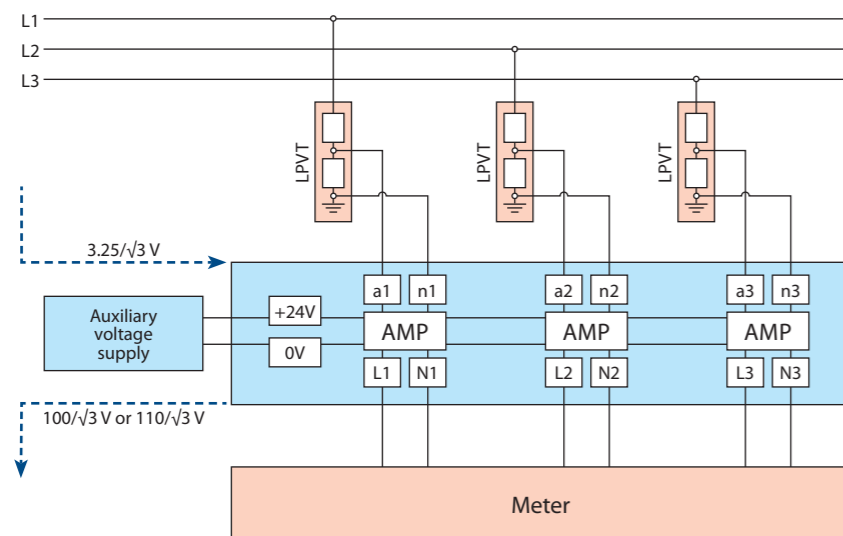 L1
L2
L3
LPVT
LPVT
LPVT
3.25/√3 V
a1 n1
a2 n2
a3 n3
Auxiliary
voltage
supply
+24V
0V
AMP
AMP
AMP
L1 N1
L2 N2
L3 N3
100/√3 V or 110/√3 V
Meter